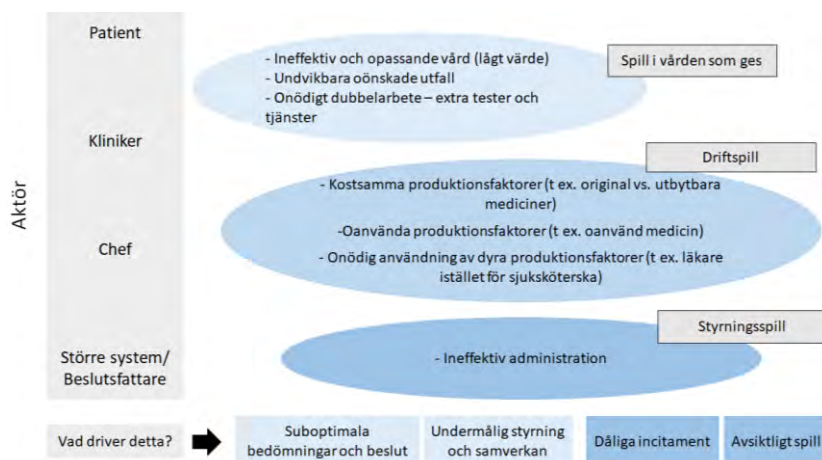 Aktör
Patient
Kliniker
Chef
Större system/
Beslutsfattare
- Ineffektiv och opassande vård (lågt värde)
- Undvikbara oönskade utfall
- Onödigt dubbelarbete – extra tester och
tjänster
Spill i vården som ges
Driftspill
- Kostsamma produktionsfaktorer (t ex. original vs. utbytbara
mediciner)
-Oanvända produktionsfaktorer (t ex. oanvänd medicin)
- Onödig användning av dyra produktionsfaktorer (t ex. läkare
istället för sjuksköterska)
Styrningsspill
- Ineffektiv administration
Vad driver detta?
Suboptimala
bedömningar och beslut
Undermålig styrning
och samverkan
Dåliga incitament
Avsiktligt spill